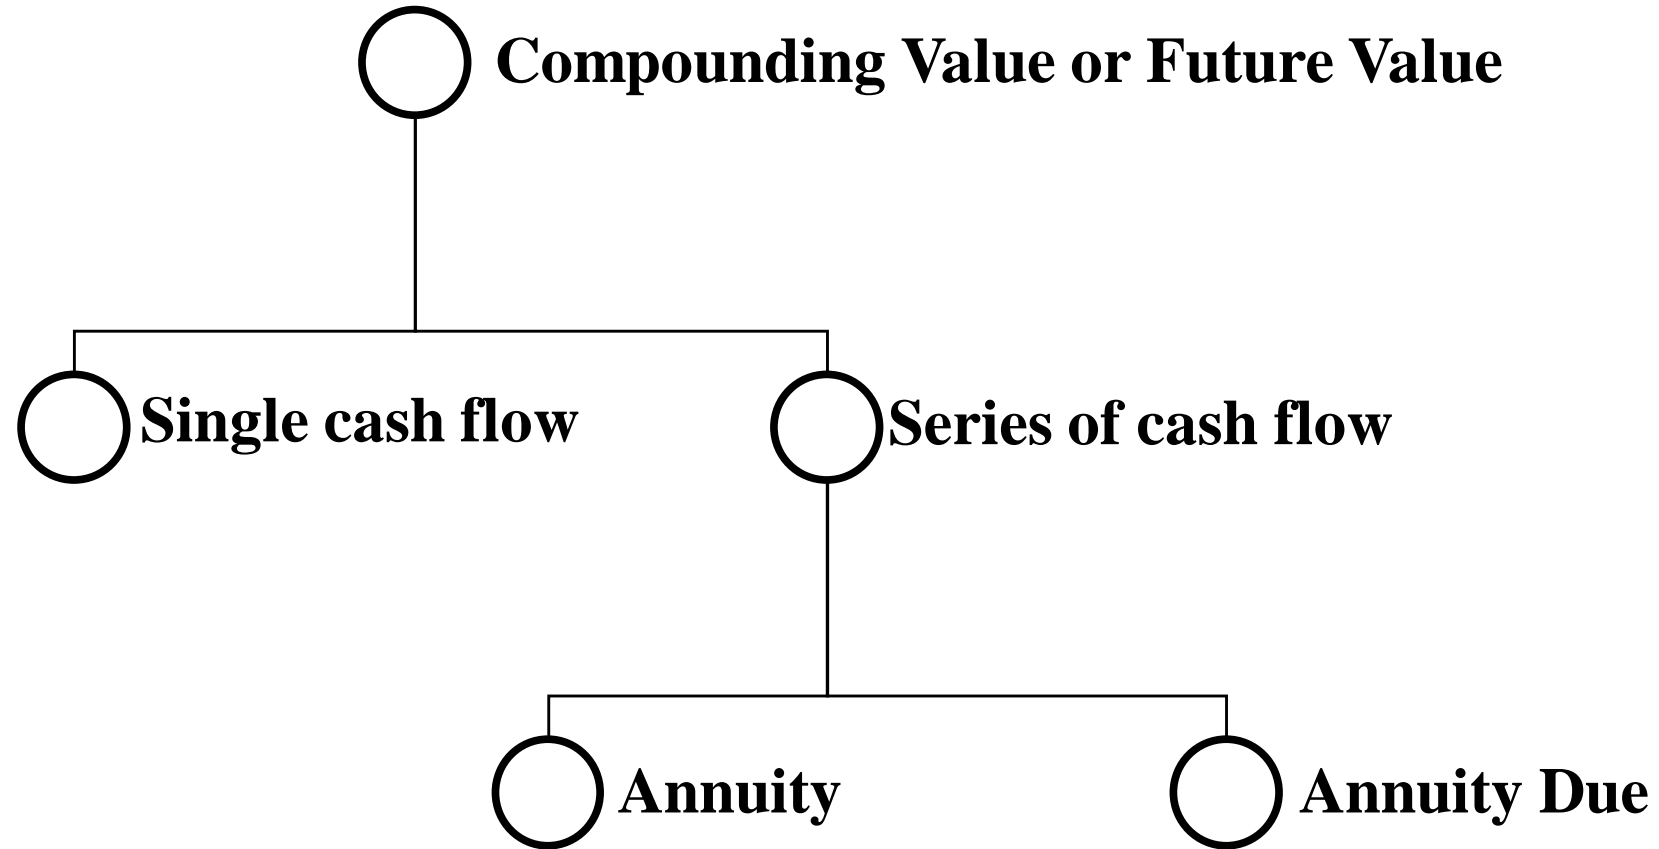 Compounding Value or Future Value
Single cash flow
Series of cash flow
Annuity
Annuity Due